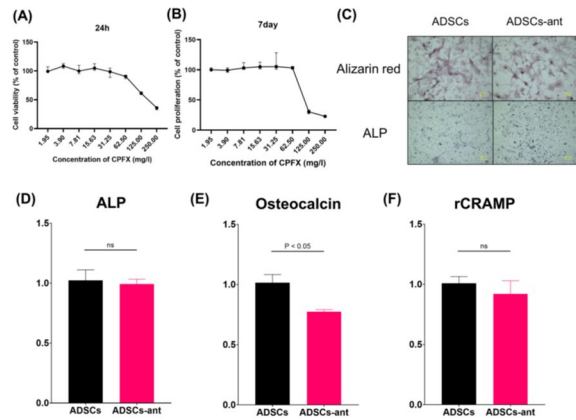 (A)
24h
Cell viability (% of control)
150
100
50
0
1.95
3.90
7.81
15.63
31.25
62.50
125.00
250.00
Concentration of CPFX (mg/l)
(B)
7day
Cell proliferation (% of control)
200
150
100
50
0
1.95
3.90
7.81
15.63
31.25
62.50
125.00
250.00
Concentration of CPFX (mg/l)
(C)
ADSCs ADSCs-ant
Alizarin red
ALP
(D)
ALP
ns
1.5
1.0
0.5
0.0
ADSCs ADSCs-ant
(E)
Osteocalcin
P < 0.05
1.5
1.0
0.5
0.0
ADSCs ADSCs-ant
(F)
rCRAMP
ns
1.5
1.0
0.5
0.0
ADSCs ADSCs-ant